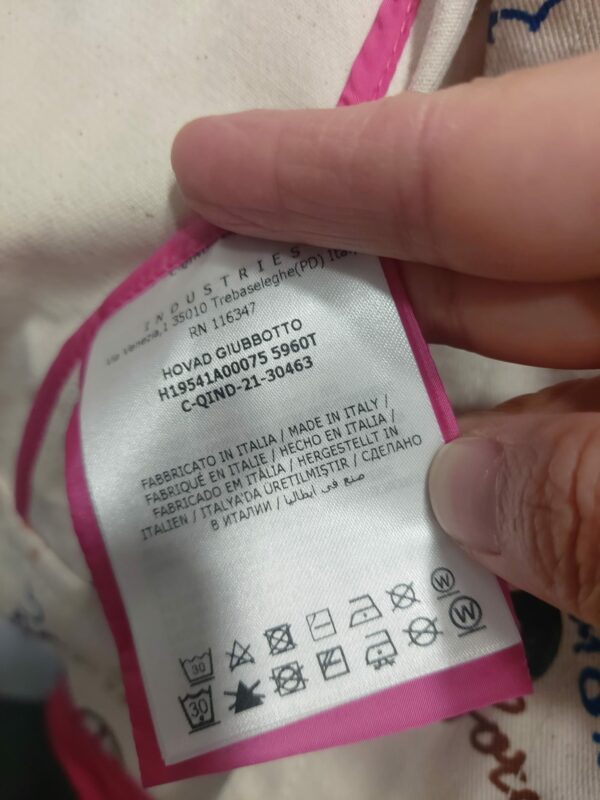 INDUSTRIES
Via Venezia,1 35010 Trebaseleghe(PD) Ita
RN 116347
HOVAD GIUBBOTTO
H19541A00075 5960T
C-QIND-21-30463
FABBRICATO IN ITALIA / MADE IN ITALY /
FABRIQUÉ EN ITALIE / HECHO EN ITALIA /
FABRICADO EM ITÁLIA / HERGESTELLT IN
ITALIEN / ITALYA'DA ÜRETILMIŞTIR / СДЕЛАНО
В ИТАЛИИ / صنع في ايطاليا
30 W
30 W